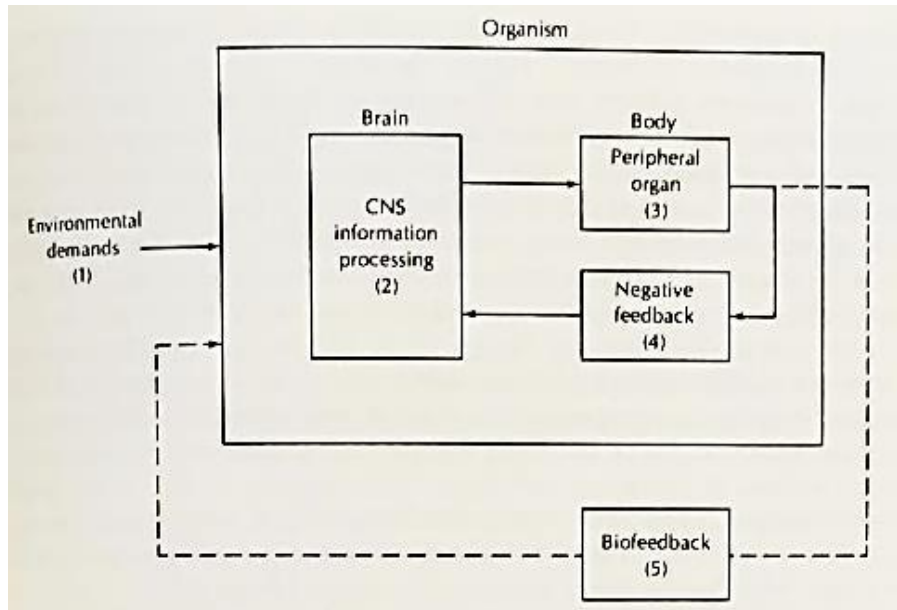 Organism
Brain
Body
Peripheral
organ
(3)
CNS
information
processing
(2)
Environmental
demands
(1)
Negative
feedback
(4)
Biofeedback
(5)